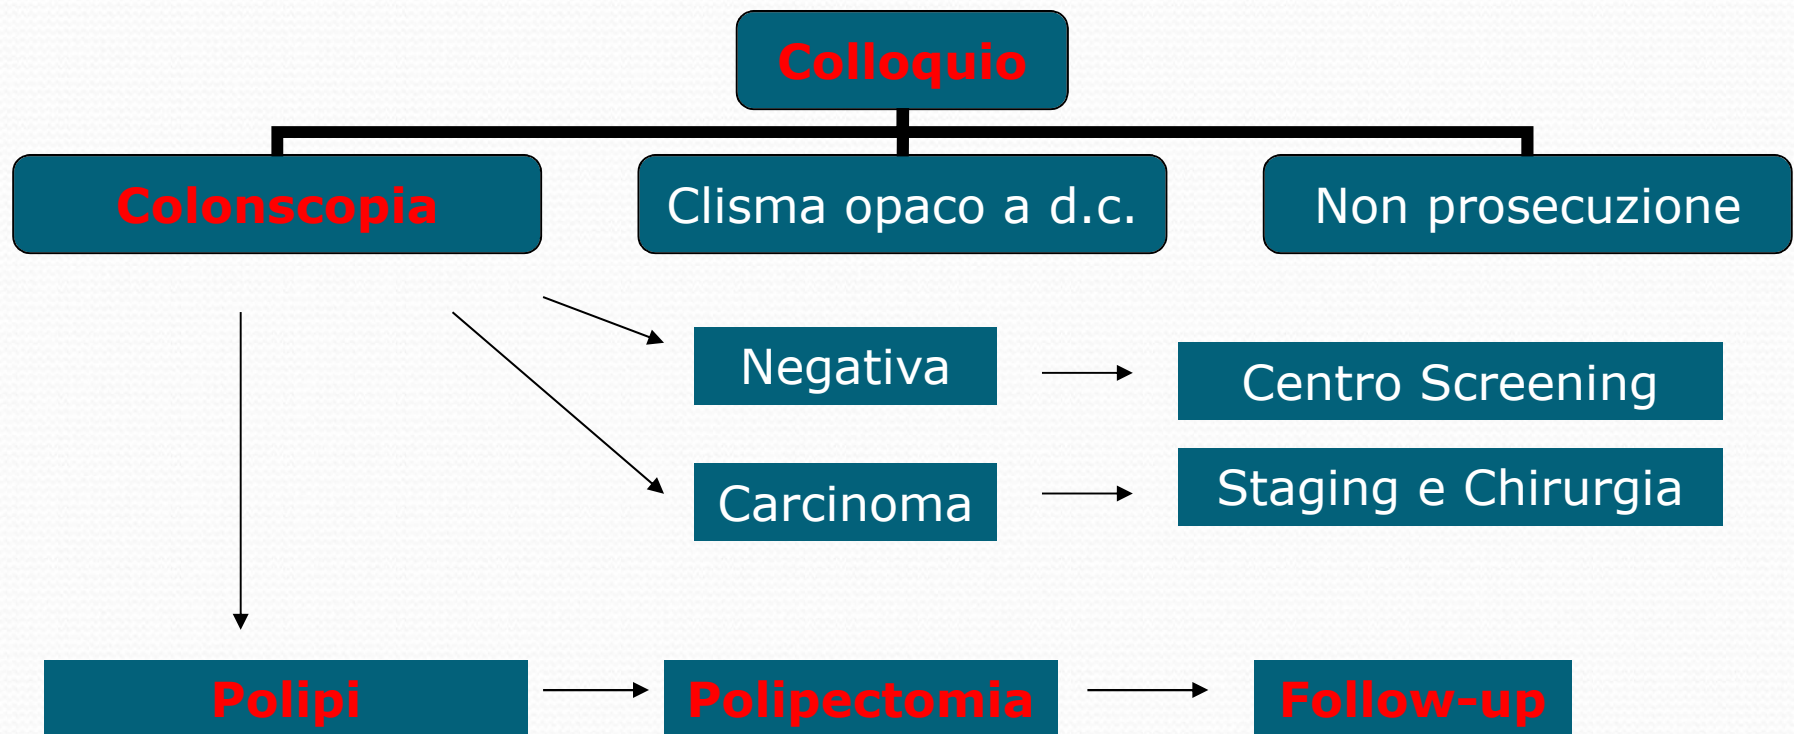 Colloquio
Colonscopia
Clisma opaco a d.c.
Non prosecuzione
Negativa
Centro Screening
Carcinoma
Staging e Chirurgia
Polipi
Polipectomia
Follow-up